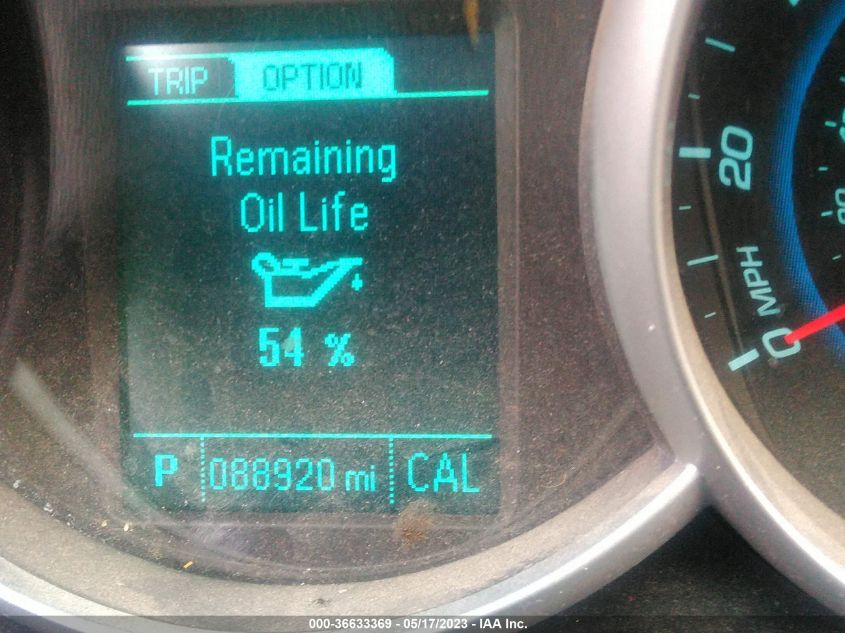 TRIP OPTION
Remaining
Oil Life
54 %
P 088920 mi CAL
20
MPH
0
000-36633369 - 05/17/2023 - IAA Inc.